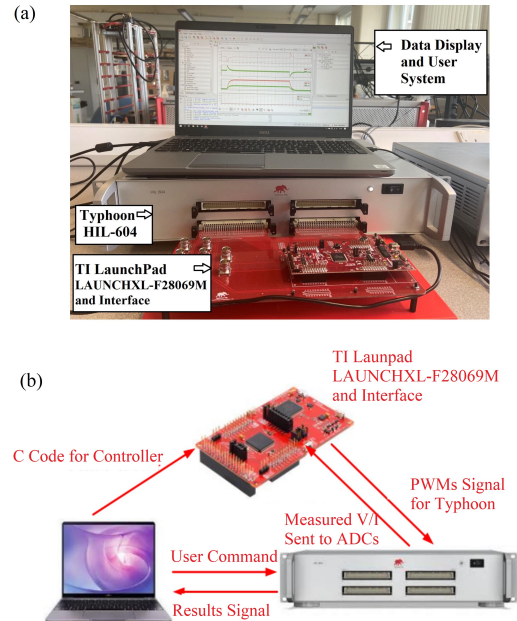 (a)
Data Display
and User
System
Typhoon
HIL-604
TI LaunchPad
LAUNCHXL-F28069M
and Interface
(b)
TI Launpad
LAUNCHXL-F28069M
and Interface
C Code for Controller
PWMs Signal
for Typhoon
Measured V/I
Sent to ADCs
User Command
Results Signal